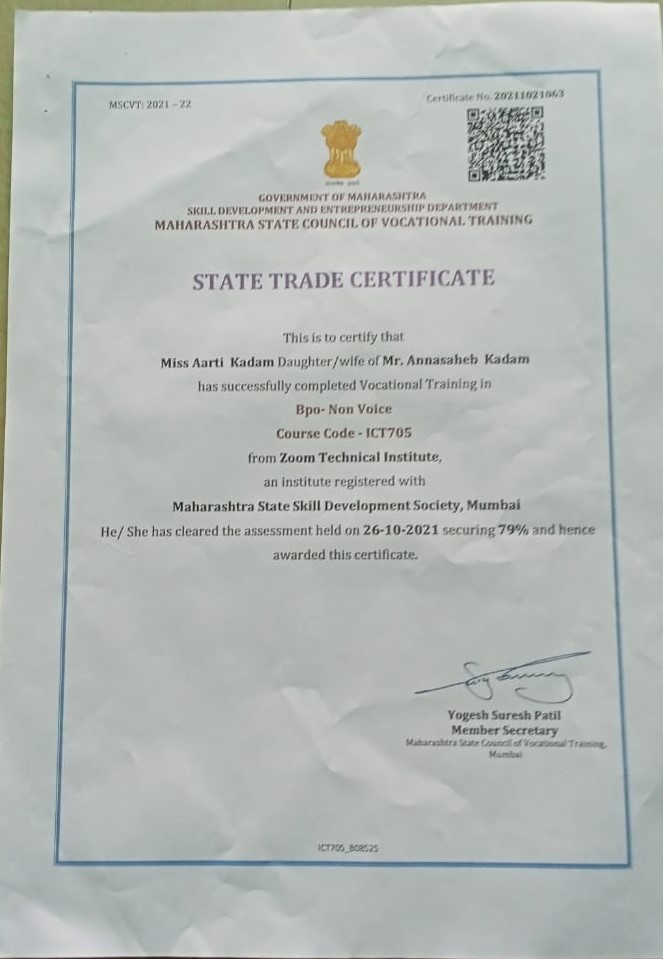 MSCVT: 2021 – 22
Certificate No. 20211021063
GOVERNMENT OF MAHARASHTRA
SKILL DEVELOPMENT AND ENTREPRENEURSHIP DEPARTMENT
MAHARASHTRA STATE COUNCIL OF VOCATIONAL TRAINING
STATE TRADE CERTIFICATE
This is to certify that
Miss Aarti Kadam Daughter/wife of Mr. Annasaheb Kadam
has successfully completed Vocational Training in
Bpo- Non Voice
Course Code - ICT705
from Zoom Technical Institute,
an institute registered with
Maharashtra State Skill Development Society, Mumbai
He/ She has cleared the assessment held on 26-10-2021 securing 79% and hence
awarded this certificate.
Yogesh Suresh Patil
Member Secretary
Maharashtra State Council of Vocational Training,
Mumbai
ICT705_B08525